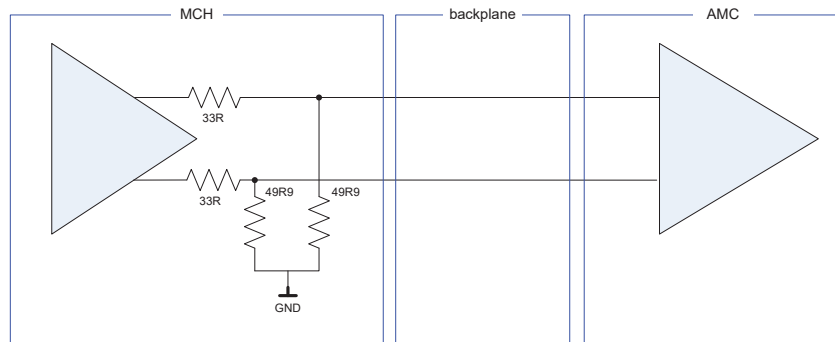 MCH
backplane
AMC
33R
33R
49R9
49R9
GND